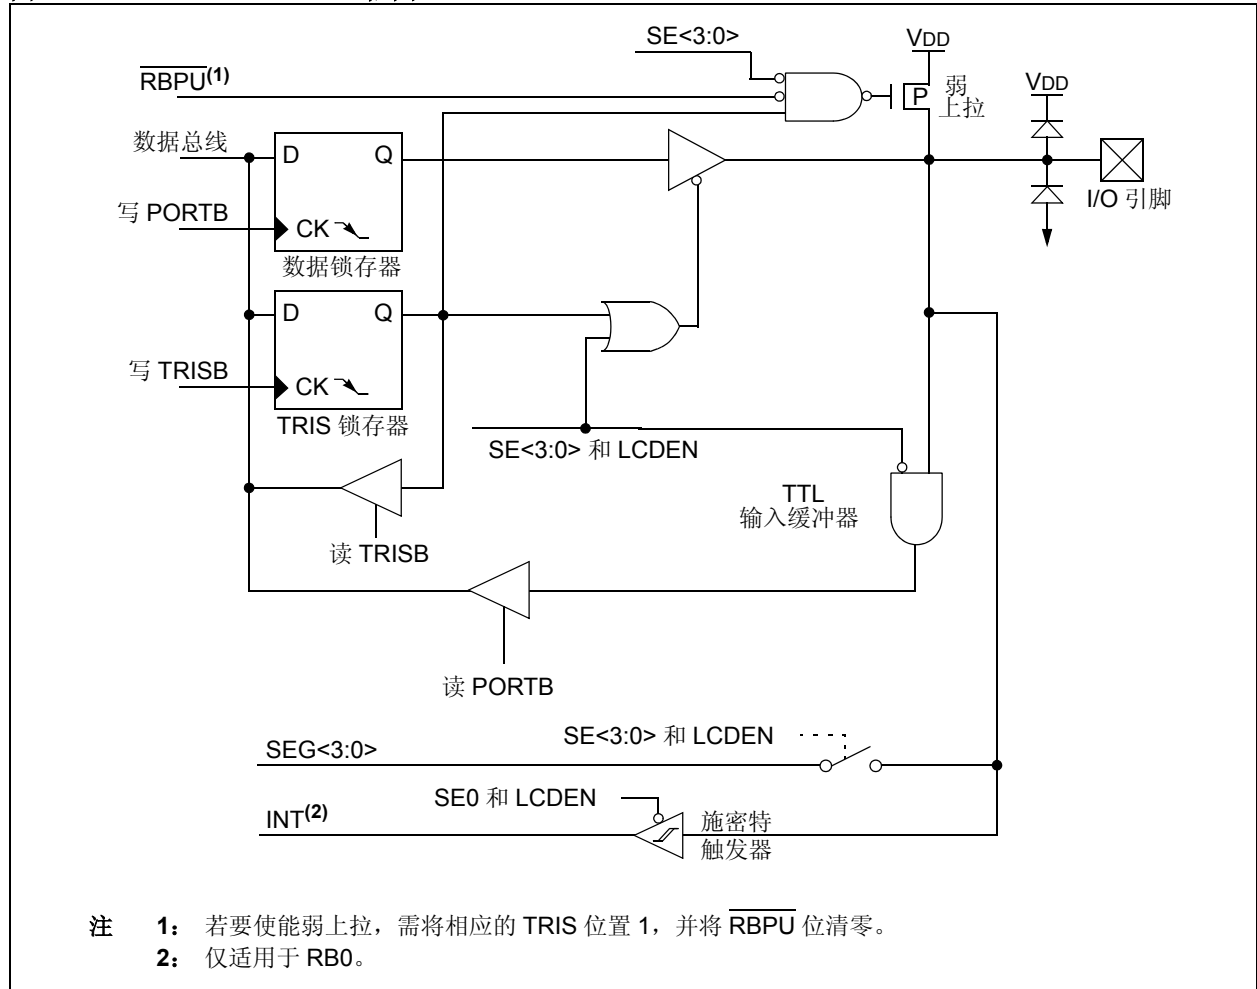 SE<3:0>
VDD
RBPU(1)
弱
上拉
P
VDD
数据总线
D
Q
写 PORTB
CK
I/O 引脚
数据锁存器
D
Q
写 TRISB
CK
TRIS 锁存器
SE<3:0> 和 LCDEN
TTL
输入缓冲器
读 TRISB
读 PORTB
SE<3:0> 和 LCDEN
SEG<3:0>
SE0 和 LCDEN
INT(2)
施密特
触发器
注 1： 若要使能弱上拉，需将相应的 TRIS 位置 1，并将 RBPU 位清零。
2： 仅适用于 RB0。